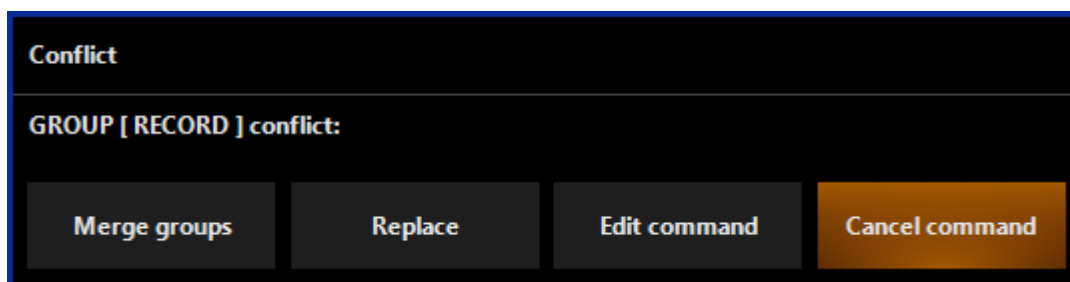 Conflict
GROUP [ RECORD ] conflict:
Merge groups Replace Edit command Cancel command